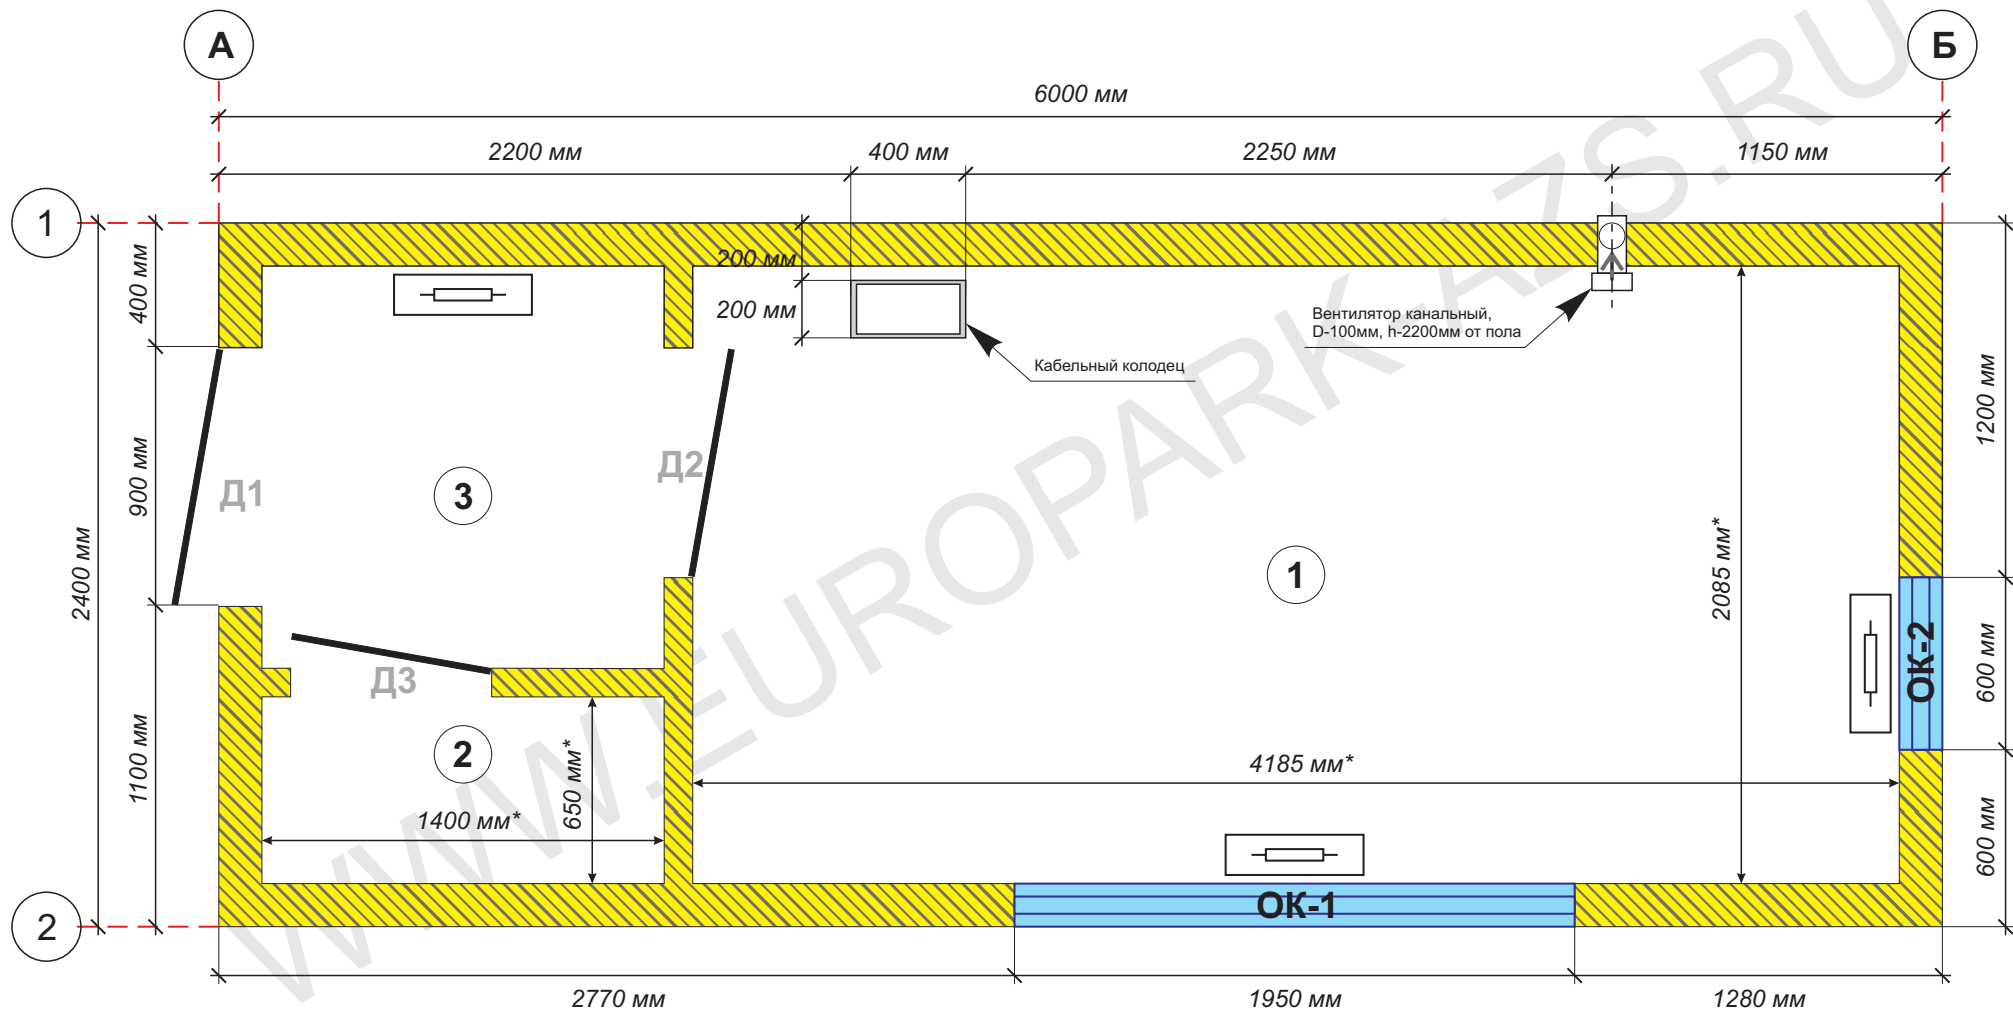 А
Б
6000 мм
2200 мм
400 мм
2250 мм
1150 мм
1
2
2400 мм
400 мм
900 мм
1100 мм
200 мм
200 мм
Кабельный колодец
Вентилятор канальный,
D-100мм, h-2200мм от пола
Д1
Д2
Д3
3
2
1
1400 мм*
650 мм*
4185 мм*
2085 мм*
1200 мм
600 мм
600 мм
ОК-2
ОК-1
2770 мм
1950 мм
1280 мм
WWW.EUROPARK-AZS.RU